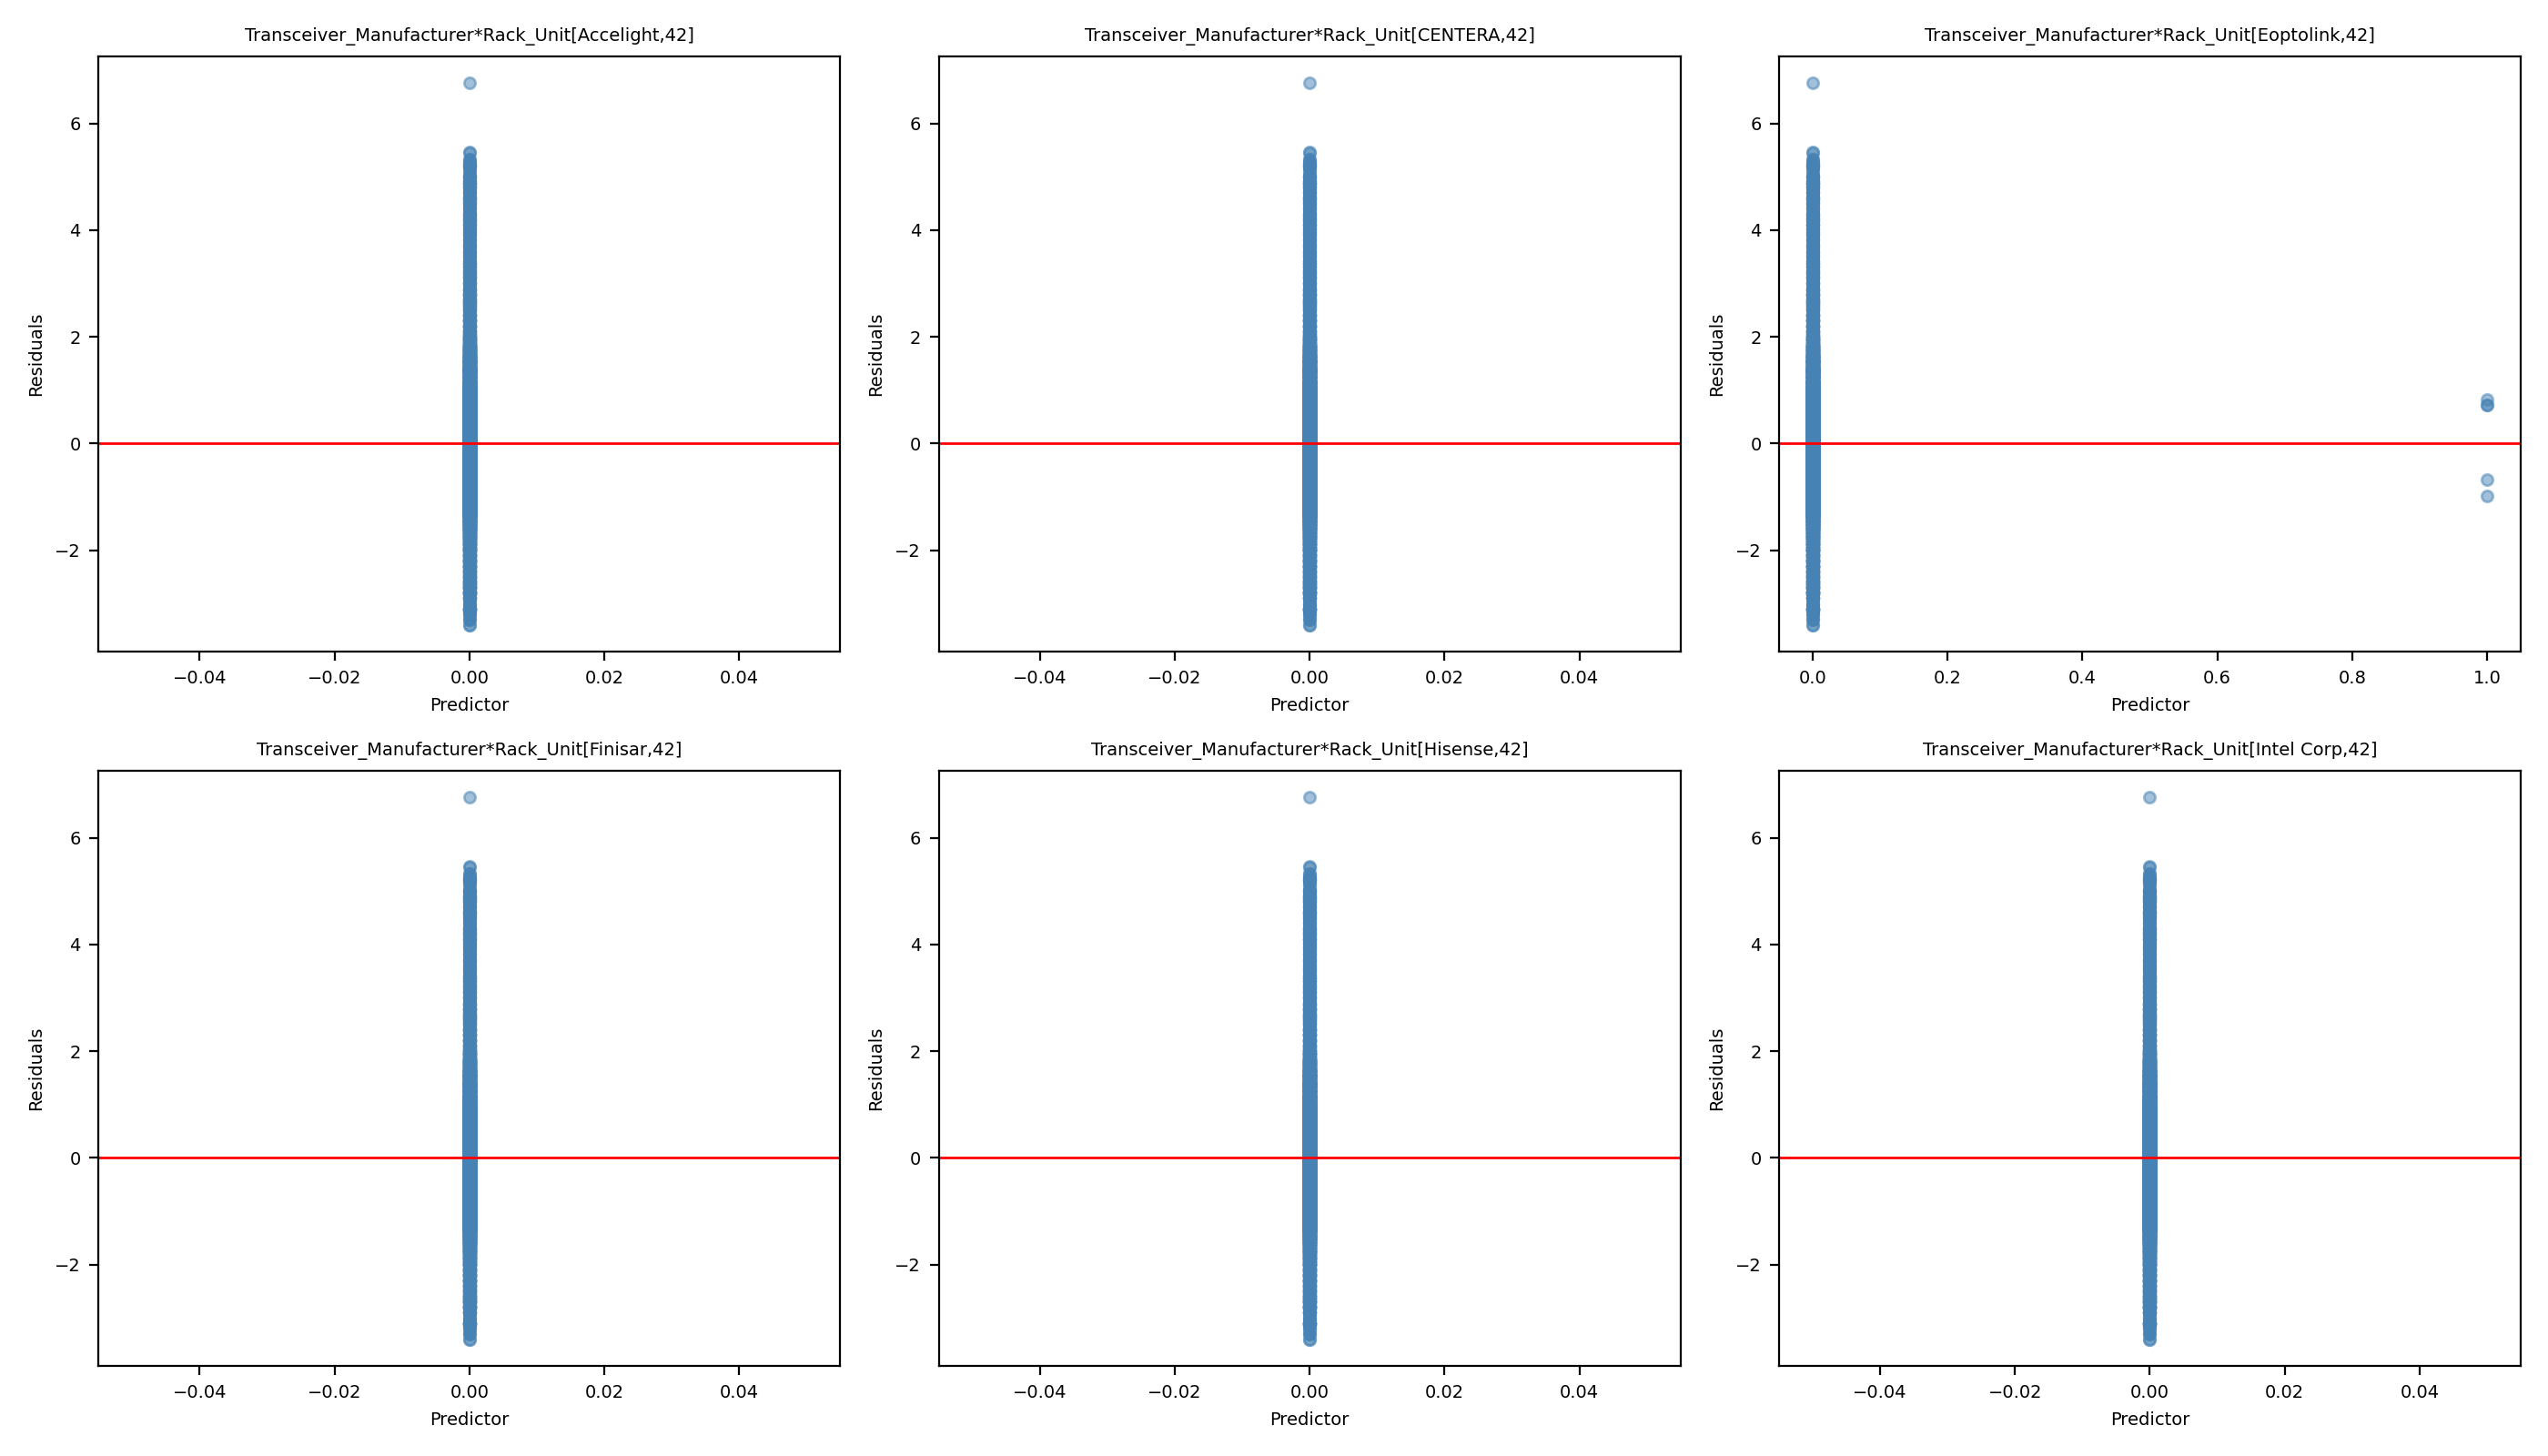 Transceiver_Manufacturer*Rack_Unit[Accelight,42]
Residuals
6
4
2
0
−2
−0.04 −0.02 0.00 0.02 0.04
Predictor
Transceiver_Manufacturer*Rack_Unit[CENTERA,42]
Residuals
6
4
2
0
−2
−0.04 −0.02 0.00 0.02 0.04
Predictor
Transceiver_Manufacturer*Rack_Unit[Eoptolink,42]
Residuals
6
4
2
0
−2
0.0 0.2 0.4 0.6 0.8 1.0
Predictor
Transceiver_Manufacturer*Rack_Unit[Finisar,42]
Residuals
6
4
2
0
−2
−0.04 −0.02 0.00 0.02 0.04
Predictor
Transceiver_Manufacturer*Rack_Unit[Hisense,42]
Residuals
6
4
2
0
−2
−0.04 −0.02 0.00 0.02 0.04
Predictor
Transceiver_Manufacturer*Rack_Unit[Intel Corp,42]
Residuals
6
4
2
0
−2
−0.04 −0.02 0.00 0.02 0.04
Predictor